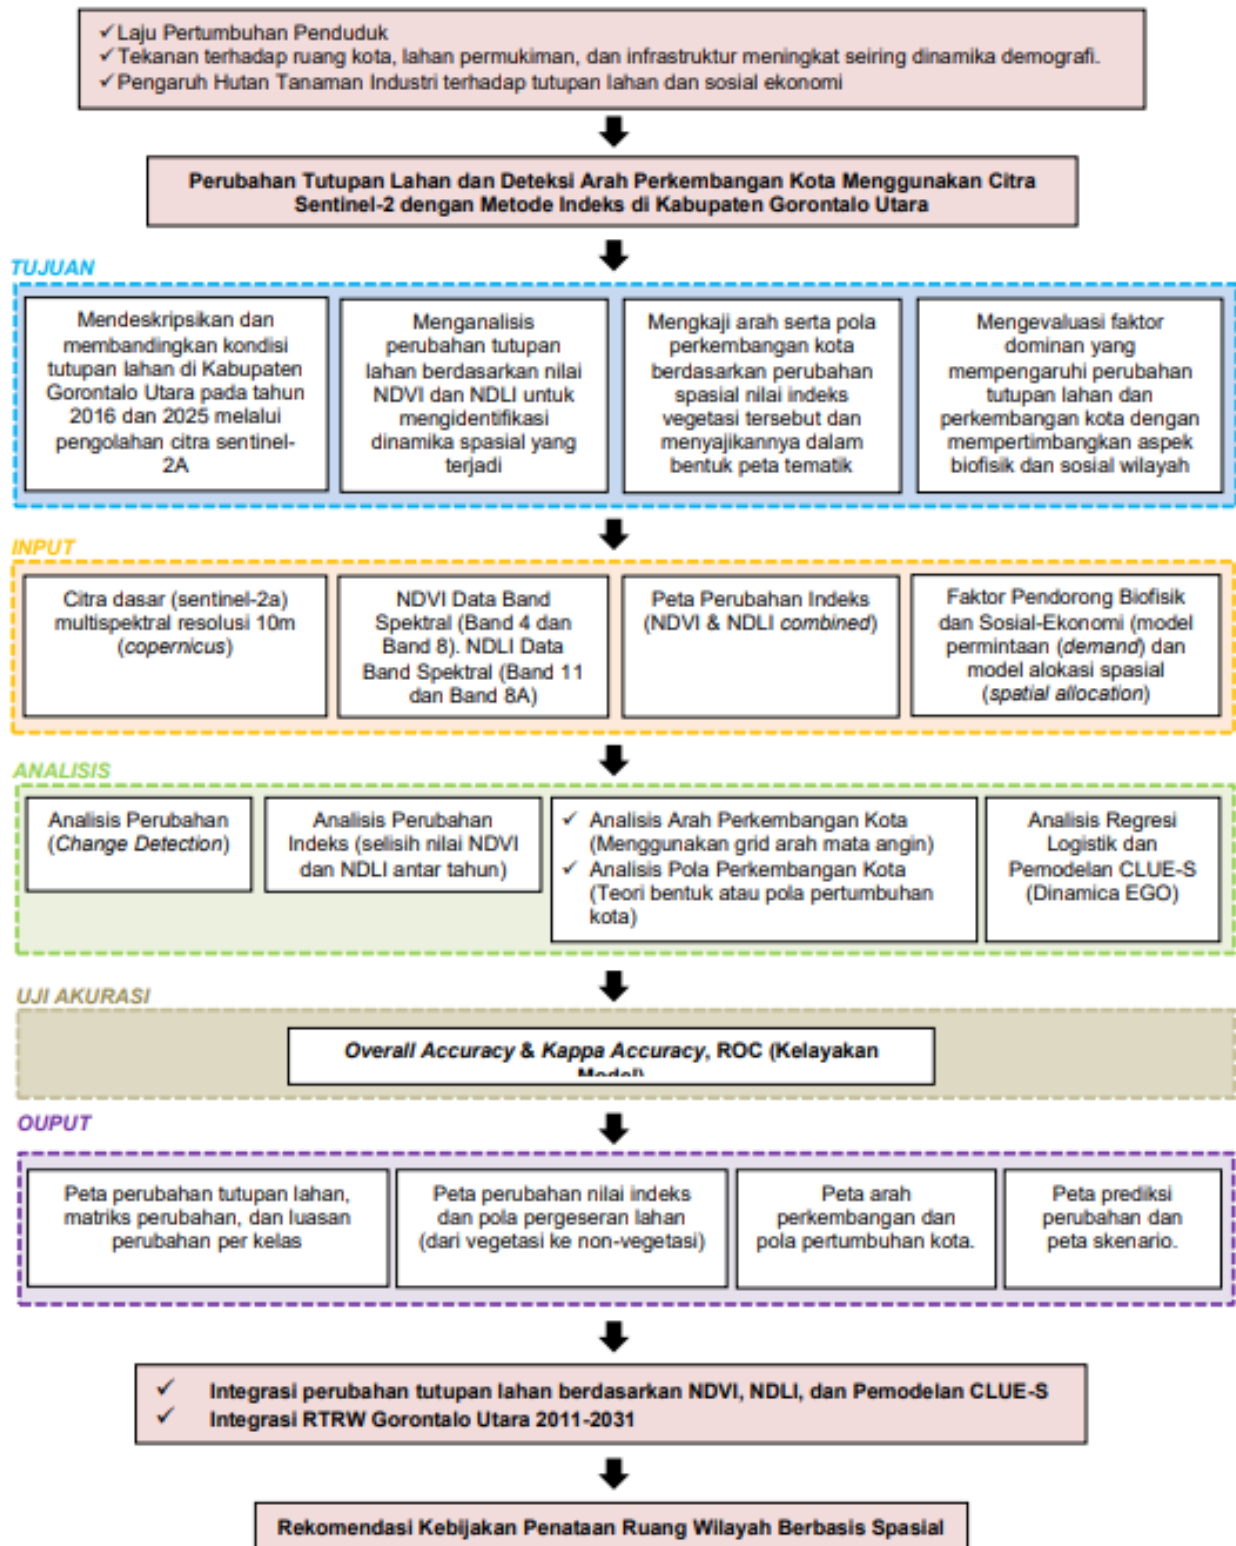 ✓ Laju Pertumbuhan Penduduk
✓ Tekanan terhadap ruang kota, lahan permukiman, dan infrastruktur meningkat seiring dinamika demografi.
✓ Pengaruh Hutan Tanaman Industri terhadap tutupan lahan dan sosial ekonomi
Perubahan Tutupan Lahan dan Deteksi Arah Perkembangan Kota Menggunakan Citra
Sentinel-2 dengan Metode Indeks di Kabupaten Gorontalo Utara
TUJUAN
Mendeskripsikan dan
membandingkan kondisi
tutupan lahan di Kabupaten
Gorontalo Utara pada tahun
2016 dan 2025 melalui
pengolahan citra sentinel-
2A
Menganalisis
perubahan tutupan
lahan berdasarkan nilai
NDVI dan NDLI untuk
mengidentifikasi
dinamika spasial yang
terjadi
Mengkaji arah serta pola
perkembangan kota
berdasarkan perubahan
spasial nilai indeks
vegetasi tersebut dan
menyajikannya dalam
bentuk peta tematik
Mengevaluasi faktor
dominan yang
mempengaruhi perubahan
tutupan lahan dan
perkembangan kota dengan
mempertimbangkan aspek
biofisik dan sosial wilayah
INPUT
Citra dasar (sentinel-2a)
multispektral resolusi 10m
(copernicus)
NDVI Data Band
Spektral (Band 4 dan
Band 8). NDLI Data
Band Spektral (Band 11
dan Band 8A)
Peta Perubahan Indeks
(NDVI & NDLI combined)
Faktor Pendorong Biofisik
dan Sosial-Ekonomi (model
permintaan (demand) dan
model alokasi spasial
(spatial allocation)
ANALISIS
Analisis Perubahan
(Change Detection)
Analisis Perubahan
Indeks (selisih nilai NDVI
dan NDLI antar tahun)
✓ Analisis Arah Perkembangan Kota
(Menggunakan grid arah mata angin)
✓ Analisis Pola Perkembangan Kota
(Teori bentuk atau pola pertumbuhan
kota)
Analisis Regresi
Logistik dan
Pemodelan CLUE-S
(Dinamica EGO)
UJI AKURASI
Overall Accuracy & Kappa Accuracy, ROC (Kelayakan
Model)
OUPUT
Peta perubahan tutupan lahan,
matriks perubahan, dan luasan
perubahan per kelas
Peta perubahan nilai indeks
dan pola pergeseran lahan
(dari vegetasi ke non-vegetasi)
Peta arah
perkembangan dan
pola pertumbuhan kota.
Peta prediksi
perubahan dan
peta skenario.
✓ Integrasi perubahan tutupan lahan berdasarkan NDVI, NDLI, dan Pemodelan CLUE-S
✓ Integrasi RTRW Gorontalo Utara 2011-2031
Rekomendasi Kebijakan Penataan Ruang Wilayah Berbasis Spasial